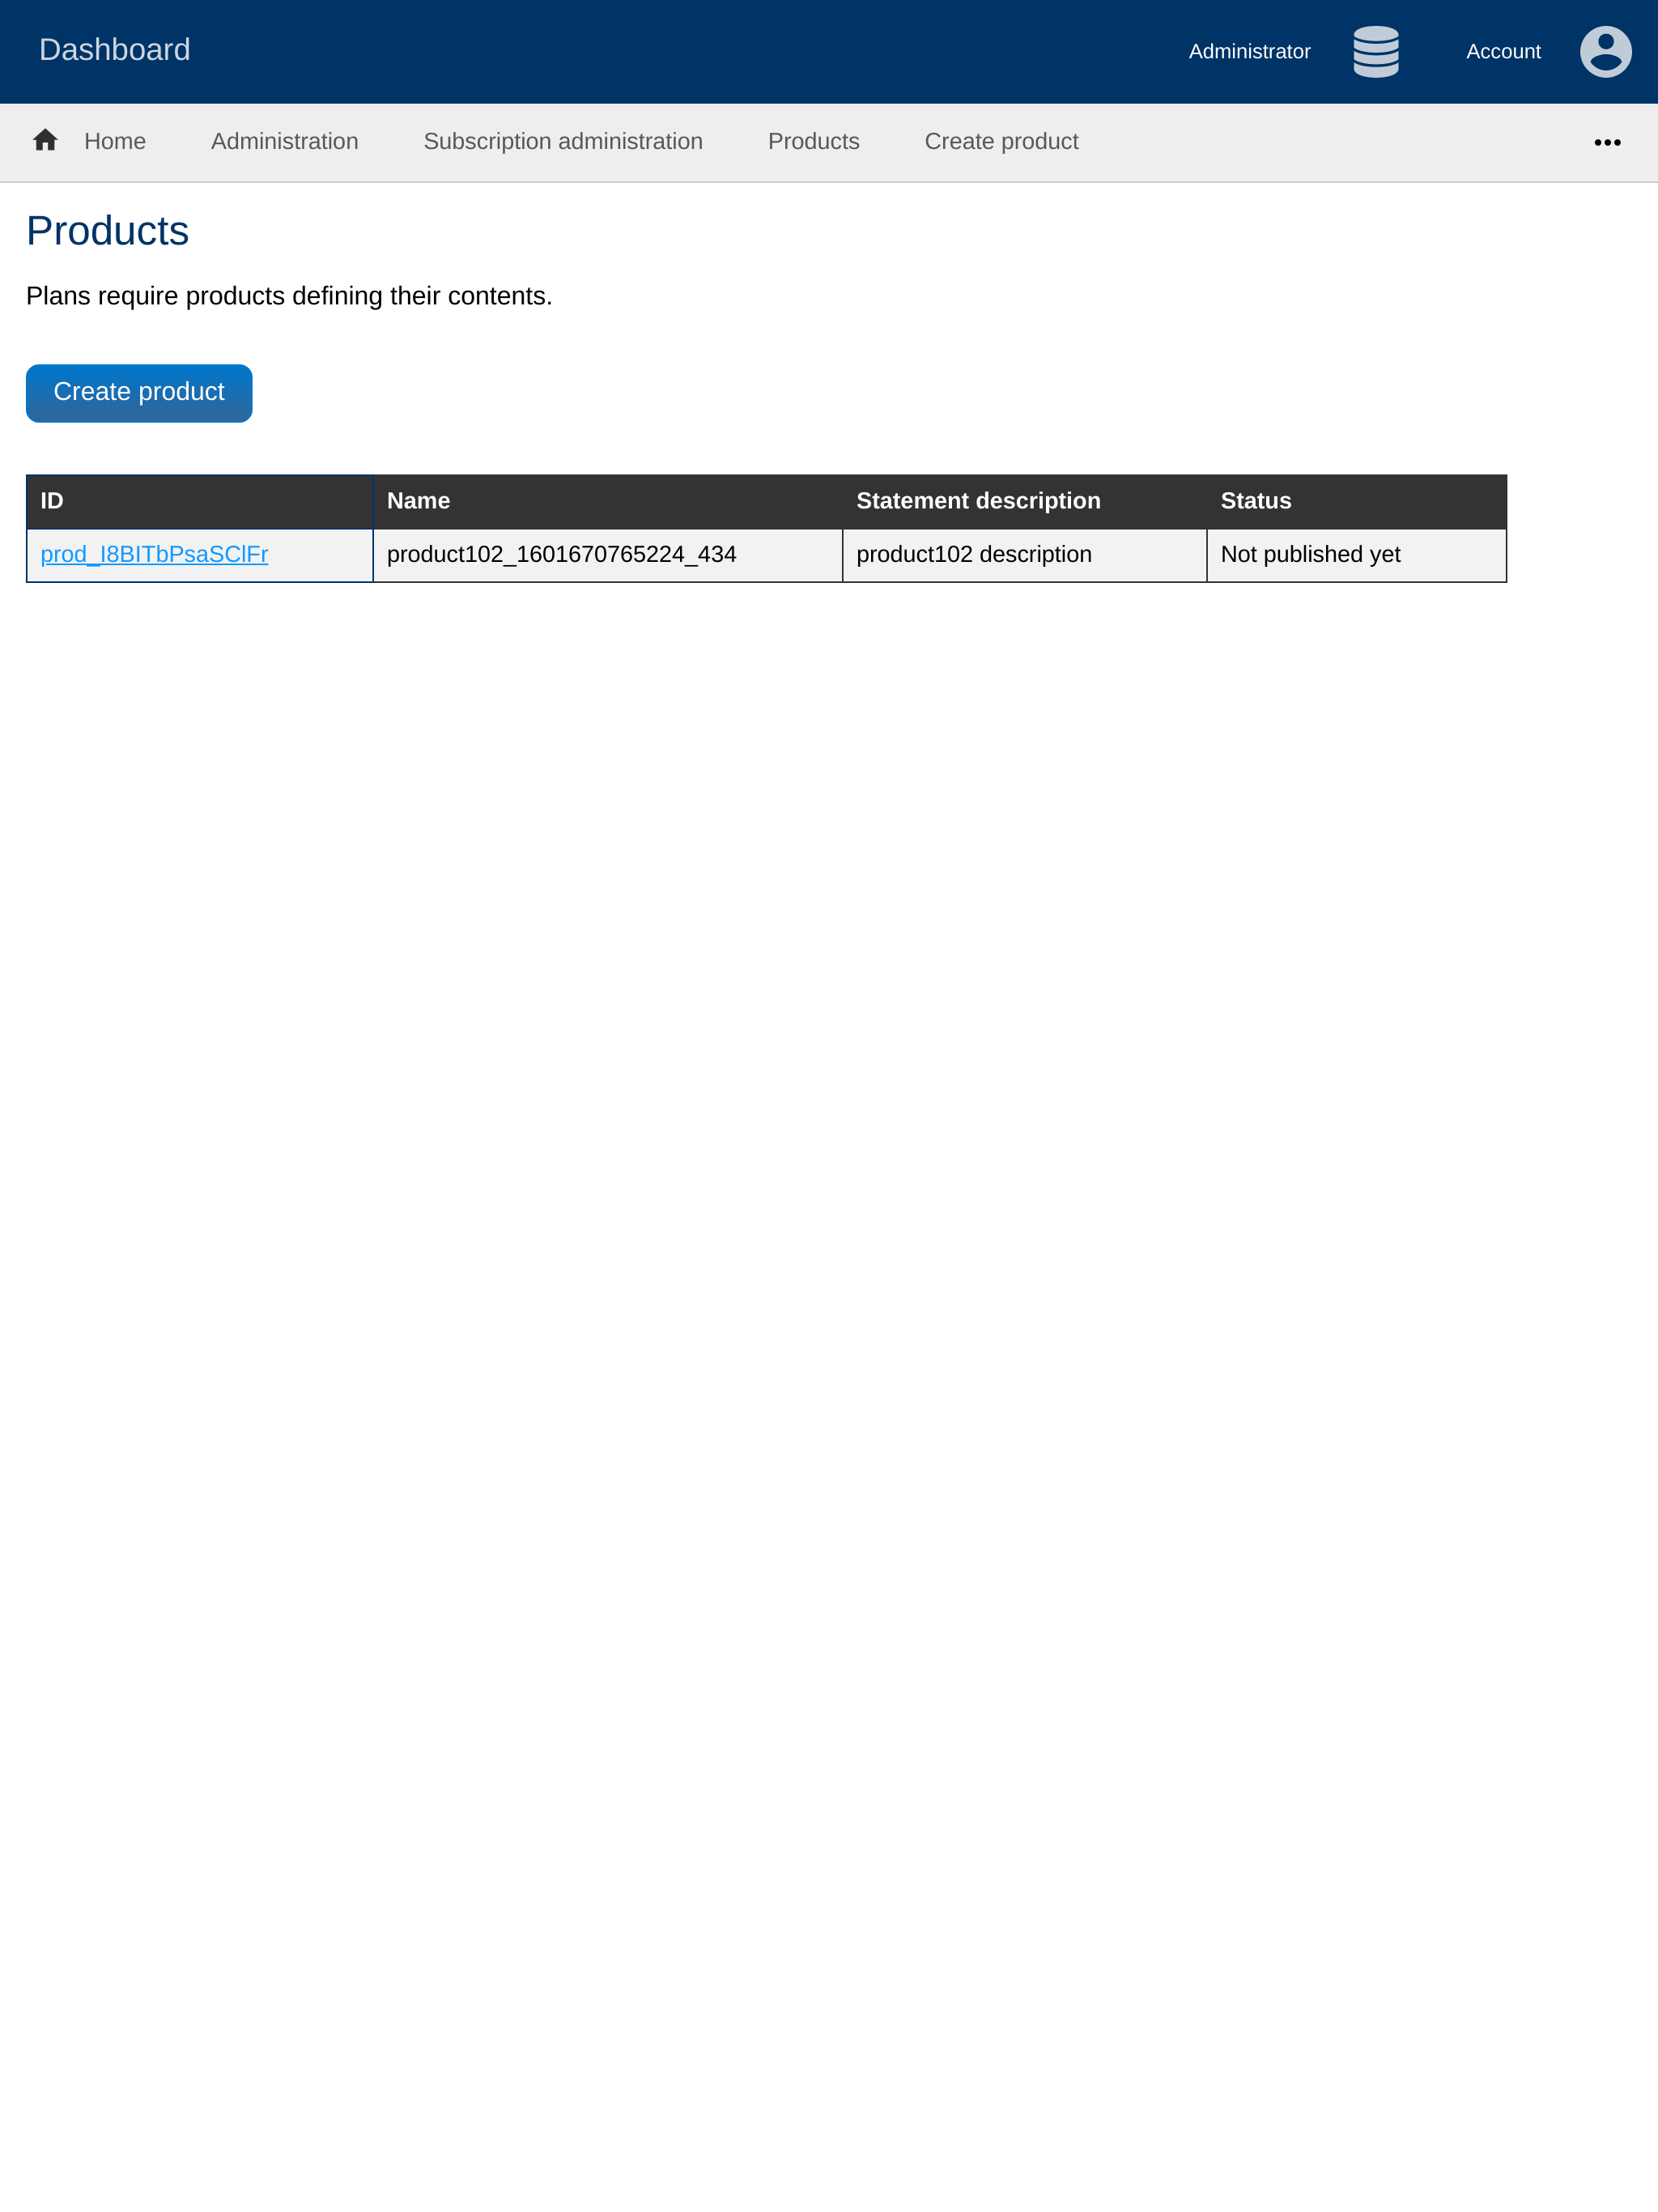 Dashboard
Administrator
Account
Home Administration Subscription administration Products Create product
Products
Plans require products defining their contents.
Create product
ID Name Statement description Status
prod_I8BITbPsaSClFr product102_1601670765224_434 product102 description Not published yet